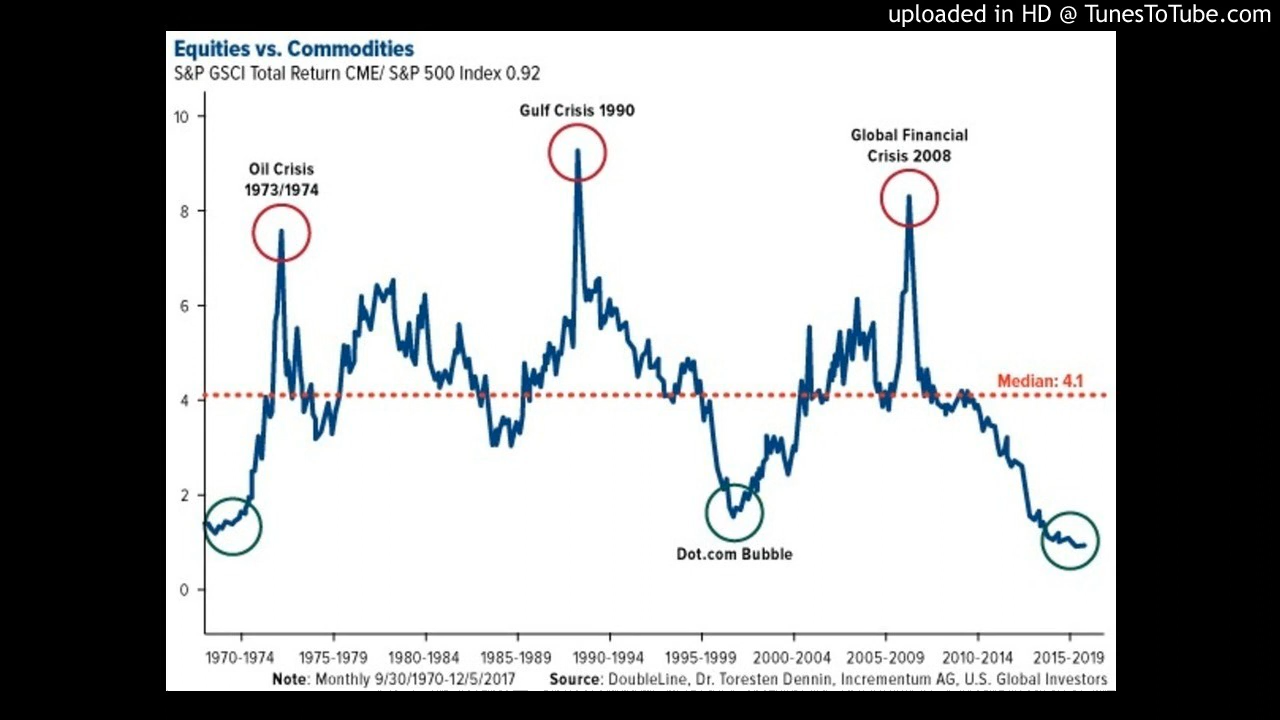 uploaded in HD @ TunesToTube.com
Equities vs. Commodities
S&P GSCI Total Return CME/ S&P 500 Index 0.92
10
8
6
4
2
0
Oil Crisis
1973/1974
Gulf Crisis 1990
Global Financial
Crisis 2008
Median: 4.1
Dot.com Bubble
1970-1974 1975-1979 1980-1984 1985-1989 1990-1994 1995-1999 2000-2004 2005-2009 2010-2014 2015-2019
Note: Monthly 9/30/1970-12/5/2017 Source: DoubleLine, Dr. Toresten Dennin, Incrementum AG, U.S. Global Investors